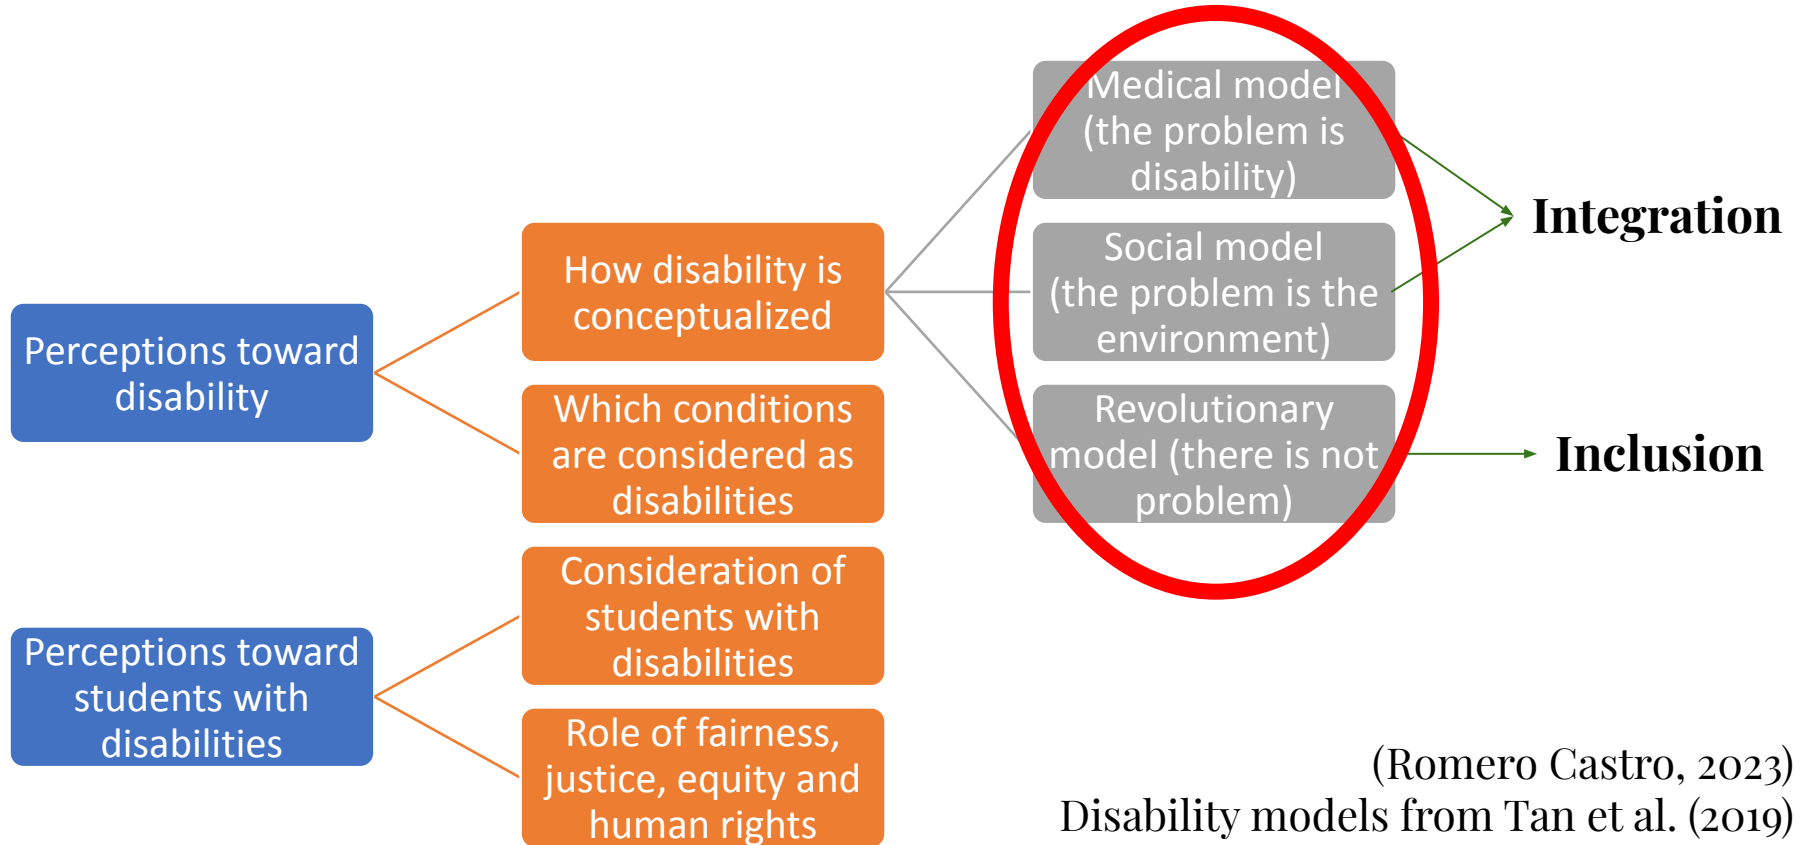 Perceptions toward
disability
How disability is
conceptualized
Which conditions
are considered as
disabilities
Medical model
(the problem is
disability)
Social model
(the problem is the
environment)
Revolutionary
model (there is not
problem)
Integration
Inclusion
Perceptions toward
students with
disabilities
Consideration of
students with
disabilities
Role of fairness,
justice, equity and
human rights
(Romero Castro, 2023)
Disability models from Tan et al. (2019)